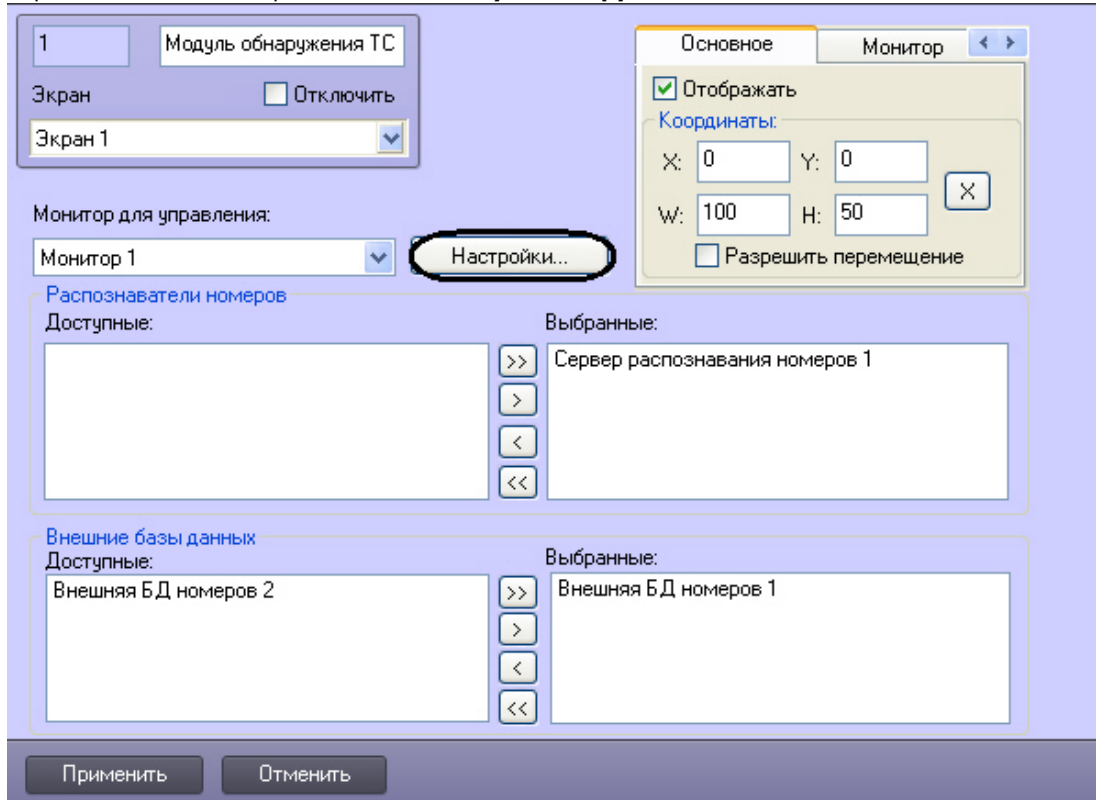 1
Модуль обнаружения ТС
Экран
Отключить
Экран 1
Основное
Монитор
Отображать
Координаты:
X: 0 Y: 0
W: 100 H: 50
X
Разрешить перемещение
Монитор для управления:
Монитор 1
Настройки...
Распознаватели номеров
Доступные:
Выбранные:
Сервер распознавания номеров 1
>>
>
<
<<
Внешние базы данных
Доступные:
Выбранные:
Внешняя БД номеров 2
Внешняя БД номеров 1
>>
>
<
<<
Применить
Отменить